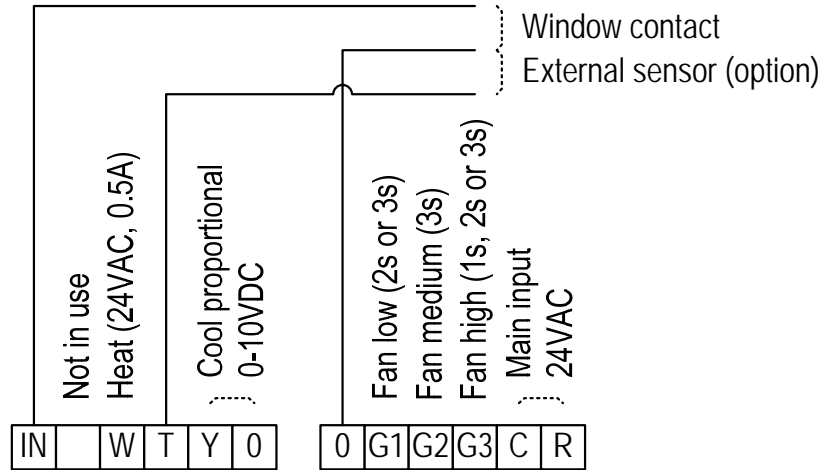 Window contact
External sensor (option)
Not in use
Heat (24VAC, 0.5A)
Cool proportional
0-10VDC
Fan low (2s or 3s)
Fan medium (3s)
Fan high (1s, 2s or 3s)
Main input
24VAC
IN W T Y 0 0 G1 G2 G3 C R